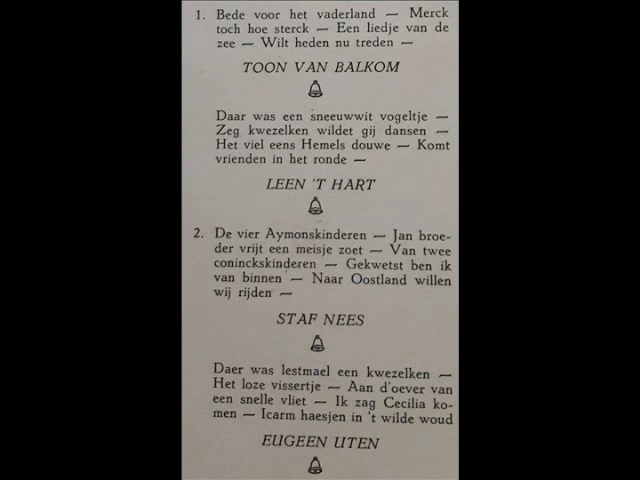 1. Bede voor het vaderland — Merck
toch hoe sterck — Een liedje van de
zee — Wilt heden nu treden —
TOON VAN BALKOM
Daar was een sneeuwwit vogeltje —
Zeg kwezelken wildet gij dansen —
Het viel eens Hemels douwe — Komt
vrienden in het ronde —
LEEN 'T HART
2. De vier Aymonskinderen — Jan broe-
der vrijt een meisje zoet — Van twee
coninckskinderen — Gekwetst ben ik
van binnen — Naar Oostland willen
wij rijden —
STAF NEES
Daer was lestmael een kwezelken —
Het loze vissertje — Aan d'oever van
een snelle vliet — Ik zag Cecilia ko-
men — Icarm haesjen in 't wilde woud
EUGEEN UTEN